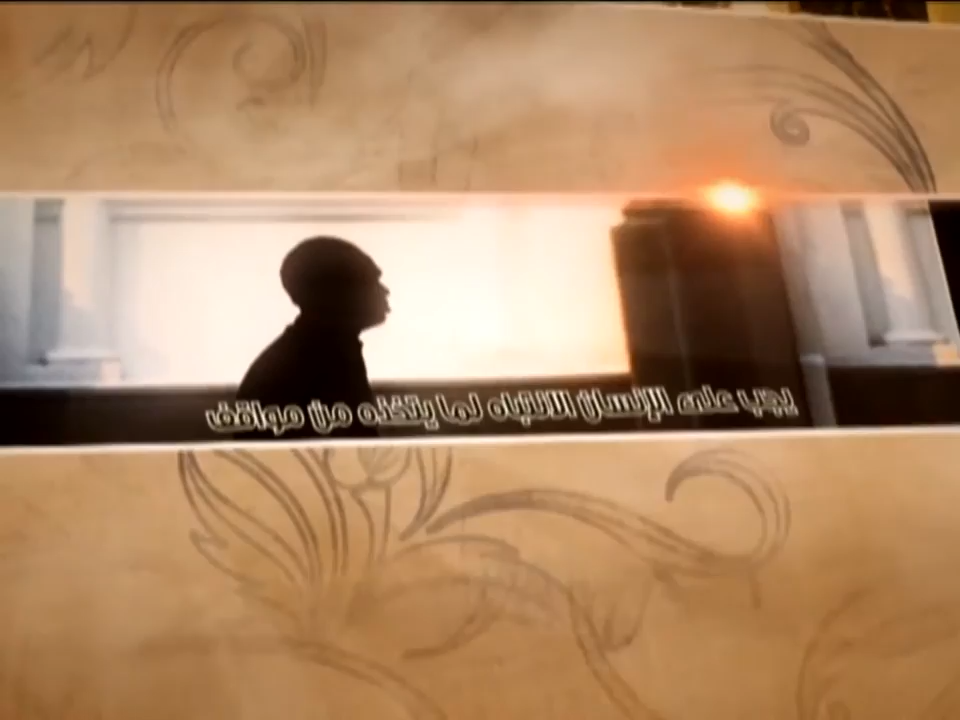 يجب على الإنسان الانتباه لما يتخذه من مواقف